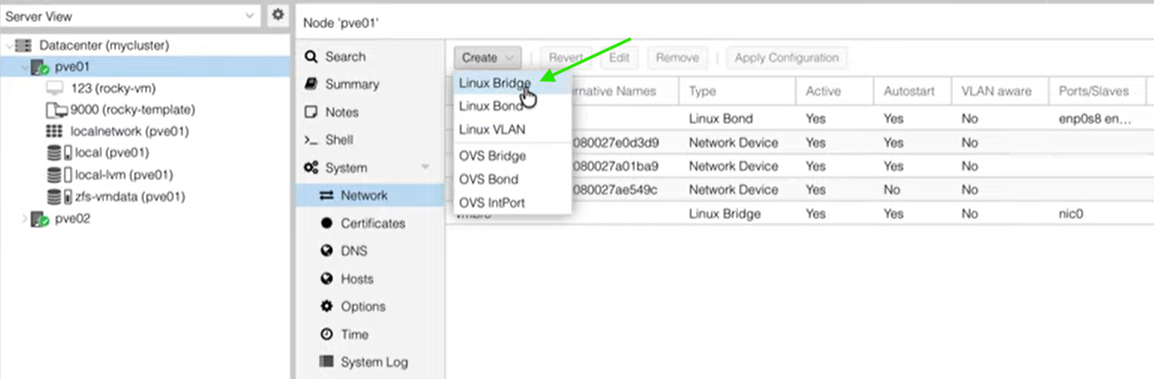 Server View
Datacenter (mycluster)
pve01
123 (rocky-vm)
9000 (rocky-template)
localnetwork (pve01)
local (pve01)
local-lvm (pve01)
zfs-vmdata (pve01)
pve02
Node 'pve01'
Search
Summary
Notes
>_ Shell
System
Network
Certificates
DNS
Hosts
Options
Time
System Log
Create Revert Edit Remove Apply Configuration
Linux Bridge
Linux Bond
Linux VLAN
OVS Bridge
OVS Bond
OVS IntPort
ernative Names Type Active Autostart VLAN aware Ports/Slaves
Linux Bond Yes Yes No enp0s8 en...
080027e0d3d9 Network Device Yes Yes No
080027a01ba9 Network Device Yes Yes No
080027ae549c Network Device Yes No No
Linux Bridge Yes Yes No nic0